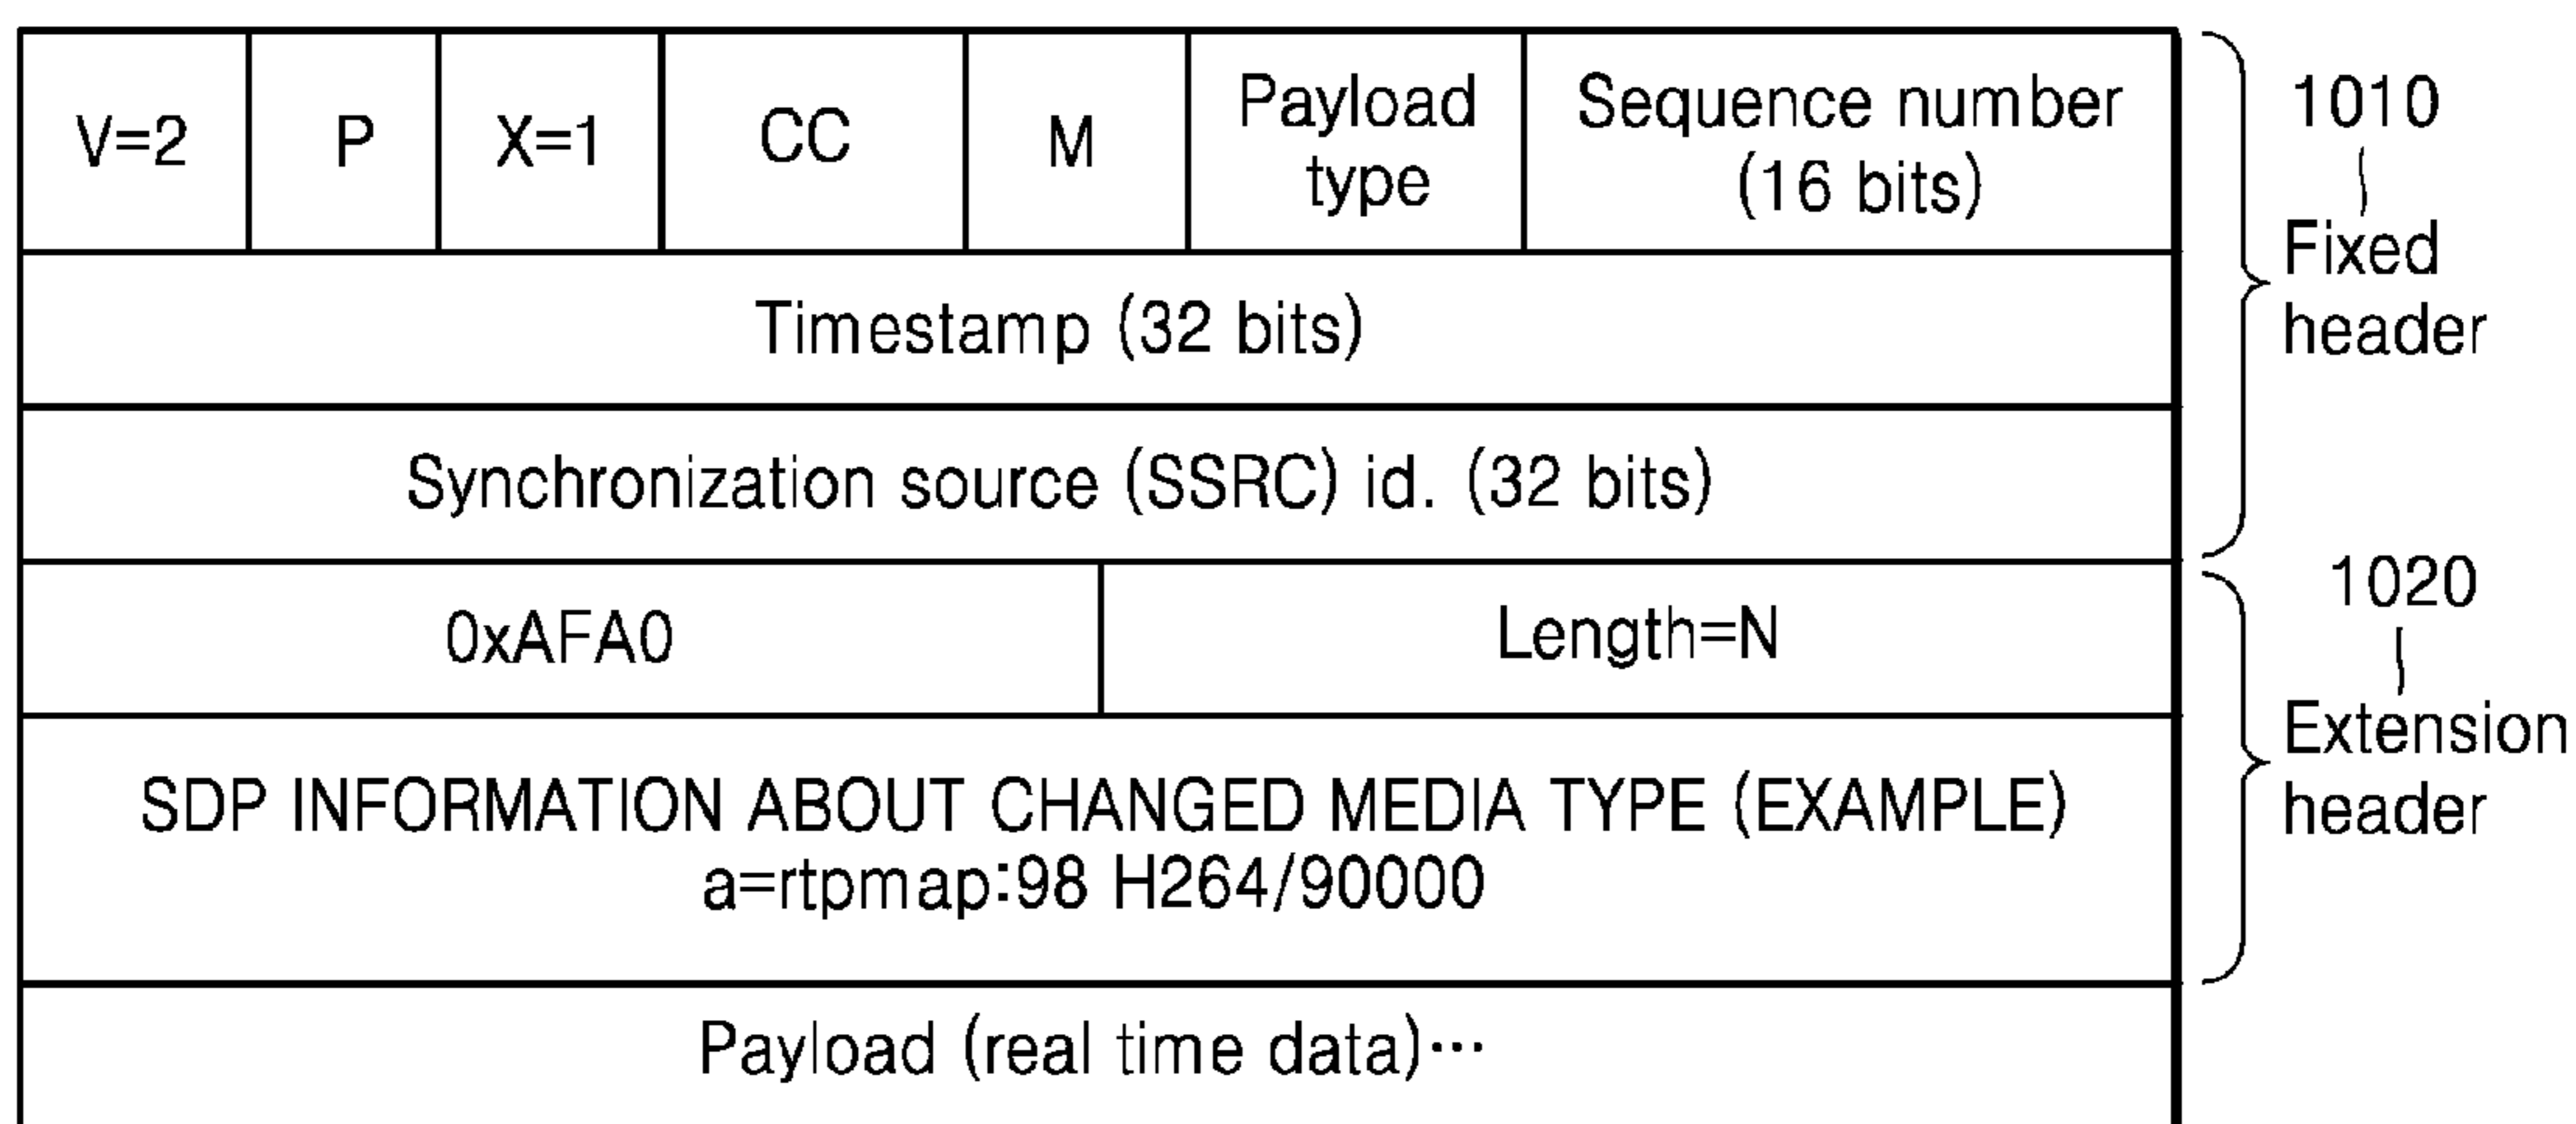 V=2
P
X=1
CC
M
Payload
type
Sequence number
(16 bits)
Timestamp (32 bits)
Synchronization source (SSRC) id. (32 bits)
1010
Fixed
header
0xAFA0
Length=N
SDP INFORMATION ABOUT CHANGED MEDIA TYPE (EXAMPLE)
a=rtpmap:98 H264/90000
1020
Extension
header
Payload (real time data)···